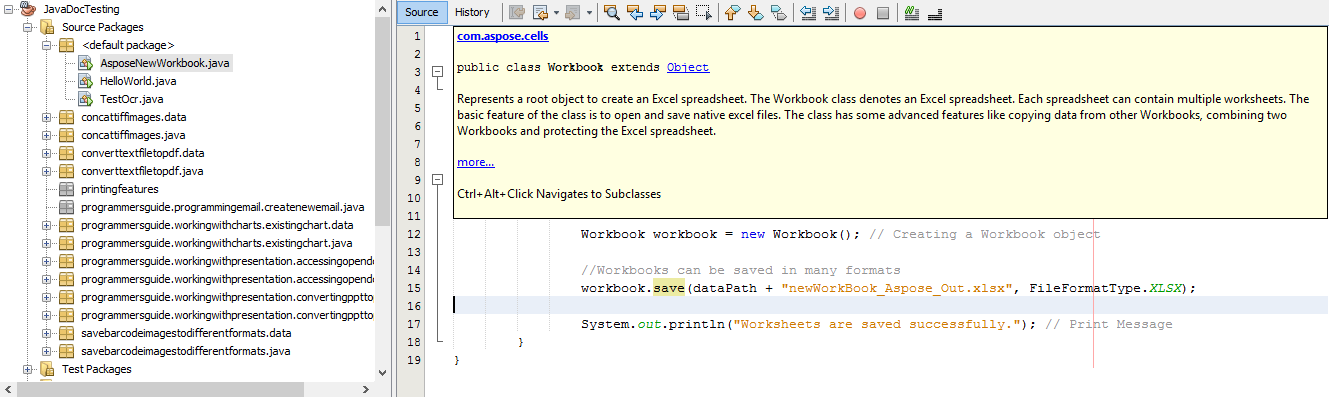 JavaDocTesting
Source Packages
<default package>
AsposeNewWorkbook.java
HelloWorld.java
TestOcr.java
concattiffimages.data
concattiffimages.java
converttextfiletopdf.data
converttextfiletopdf.java
printingfeatures
programmersguide.programmingemail.createnewemail.java
programmersguide.workingwithcharts.existingchart.data
programmersguide.workingwithcharts.existingchart.java
programmersguide.workingwithpresentation.accessingopendo
programmersguide.workingwithpresentation.accessingopendo
programmersguide.workingwithpresentation.convertingpptto
programmersguide.workingwithpresentation.convertingpptto
savebarcodeimagestodifferentformats.data
savebarcodeimagestodifferentformats.java
Test Packages
Source History
1 com.aspose.cells
2
3 public class Workbook extends Object
4
5 Represents a root object to create an Excel spreadsheet. The Workbook class denotes an Excel spreadsheet. Each spreadsheet can contain multiple worksheets. The
6 basic feature of the class is to open and save native excel files. The class has some advanced features like copying data from other Workbooks, combining two
7 Workbooks and protecting the Excel spreadsheet.
8 more...
9
10 Ctrl+Alt+Click Navigates to Subclasses
11
12 Workbook workbook = new Workbook(); // Creating a Workbook object
13
14 //Workbooks can be saved in many formats
15 workbook.save(dataPath + "newWorkBook_Aspose_Out.xlsx", FileFormatType.XLSX);
16
17 System.out.println("Worksheets are saved successfully."); // Print Message
18 }
19 }